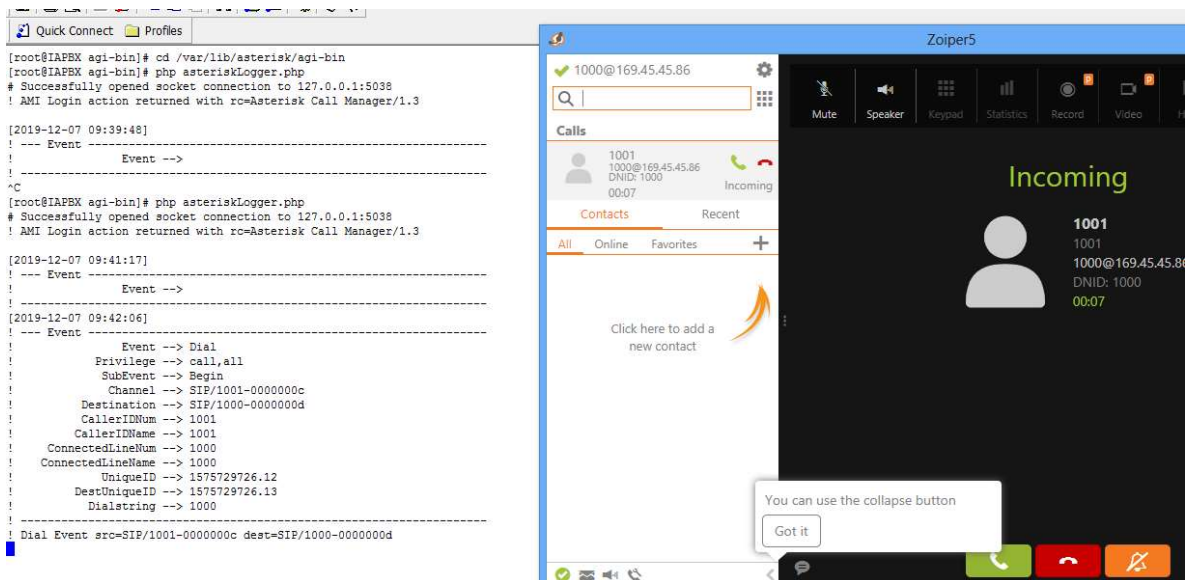 Quick Connect Profiles
[root@IAPBX agi-bin]# cd /var/lib/asterisk/agi-bin
[root@IAPBX agi-bin]# php asteriskLogger.php
# Successfully opened socket connection to 127.0.0.1:5038
! AMI Login action returned with rc=Asterisk Call Manager/1.3
[2019-12-07 09:39:48]
! --- Event ----------------------------------------------------------
! Event -->
! --------------------------------------------------------------------
^C
[root@IAPBX agi-bin]# php asteriskLogger.php
# Successfully opened socket connection to 127.0.0.1:5038
! AMI Login action returned with rc=Asterisk Call Manager/1.3
[2019-12-07 09:41:17]
! --- Event ----------------------------------------------------------
! Event -->
! --------------------------------------------------------------------
[2019-12-07 09:42:06]
! --- Event ----------------------------------------------------------
! Event --> Dial
! Privilege --> call,all
! SubEvent --> Begin
! Channel --> SIP/1001-0000000c
! Destination --> SIP/1000-0000000d
! CallerIDNum --> 1001
! CallerIDName --> 1001
! ConnectedLineNum --> 1000
! ConnectedLineName --> 1000
! UniqueID --> 1575729726.12
! DestUniqueID --> 1575729726.13
! Dialstring --> 1000
! --------------------------------------------------------------------
! Dial Event src=SIP/1001-0000000c dest=SIP/1000-0000000d
Zoiper5
1000@169.45.45.86
Calls
1001
1000@169.45.45.86
DNID: 1000
00:07
Incoming
Contacts Recent
All Online Favorites
Click here to add a
new contact
You can use the collapse button
Got it
Mute Speaker Keypad Statistics Record Video
Incoming
1001
1001
1000@169.45.45.86
DNID: 1000
00:07